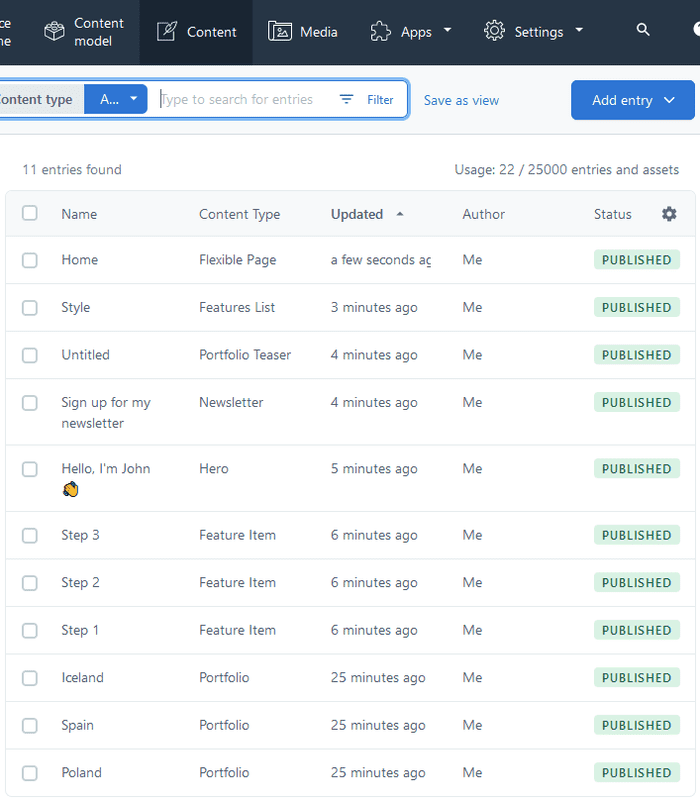 ce
me
Content
model
Content
Media
Apps
Settings
ontent type
A...
Type to search for entries
Filter
Save as view
Add entry
11 entries found
Usage: 22 / 25000 entries and assets
Name Content Type Updated Author Status
Home Flexible Page a few seconds ag Me PUBLISHED
Style Features List 3 minutes ago Me PUBLISHED
Untitled Portfolio Teaser 4 minutes ago Me PUBLISHED
Sign up for my Newsletter 4 minutes ago Me PUBLISHED
newsletter
Hello, I'm John Hero 5 minutes ago Me PUBLISHED
👋
Step 3 Feature Item 6 minutes ago Me PUBLISHED
Step 2 Feature Item 6 minutes ago Me PUBLISHED
Step 1 Feature Item 6 minutes ago Me PUBLISHED
Iceland Portfolio 25 minutes ago Me PUBLISHED
Spain Portfolio 25 minutes ago Me PUBLISHED
Poland Portfolio 25 minutes ago Me PUBLISHED